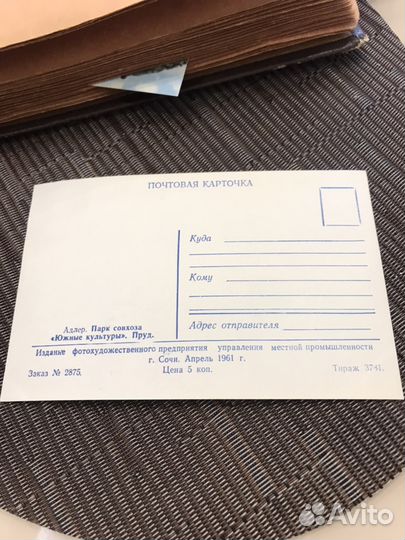 ПОЧТОВАЯ КАРТОЧКА
Куда
Кому
Адрес отправителя
Адлер. Парк совхоза
«Южные культуры». Пруд.
Издание фотохудожественного предприятия управления местной промышленности
г. Сочи. Апрель 1961 г.
Заказ № 2875. Цена 5 коп. Тираж 3741.
Avito